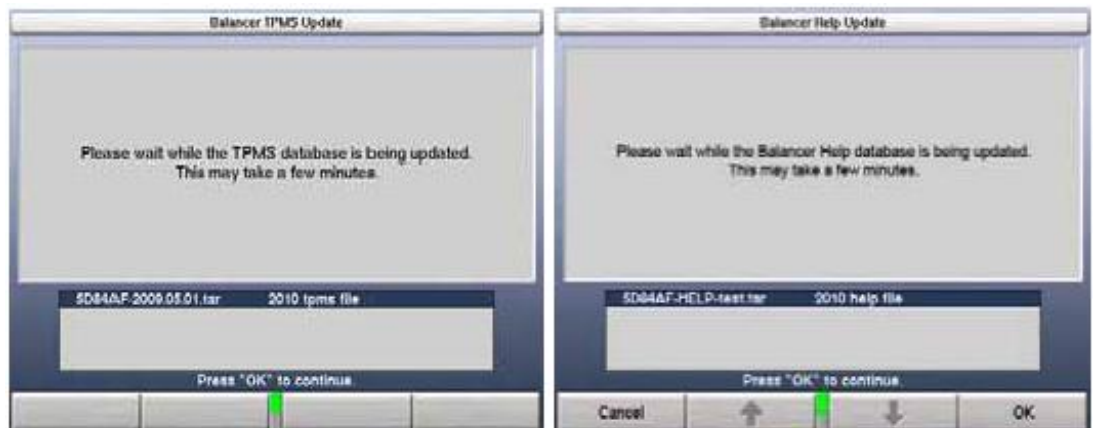 Balancer TPMS Update
Please wait while the TPMS database is being updated.
This may take a few minutes.
5D84AF-2009.05.01.tar 2010 tpms file
Press "OK" to continue.
Balancer Help Update
Please wait while the Balancer Help database is being updated.
This may take a few minutes.
5D84AF-HELP-test.tar 2010 help file
Press "OK" to continue.
Cancel OK